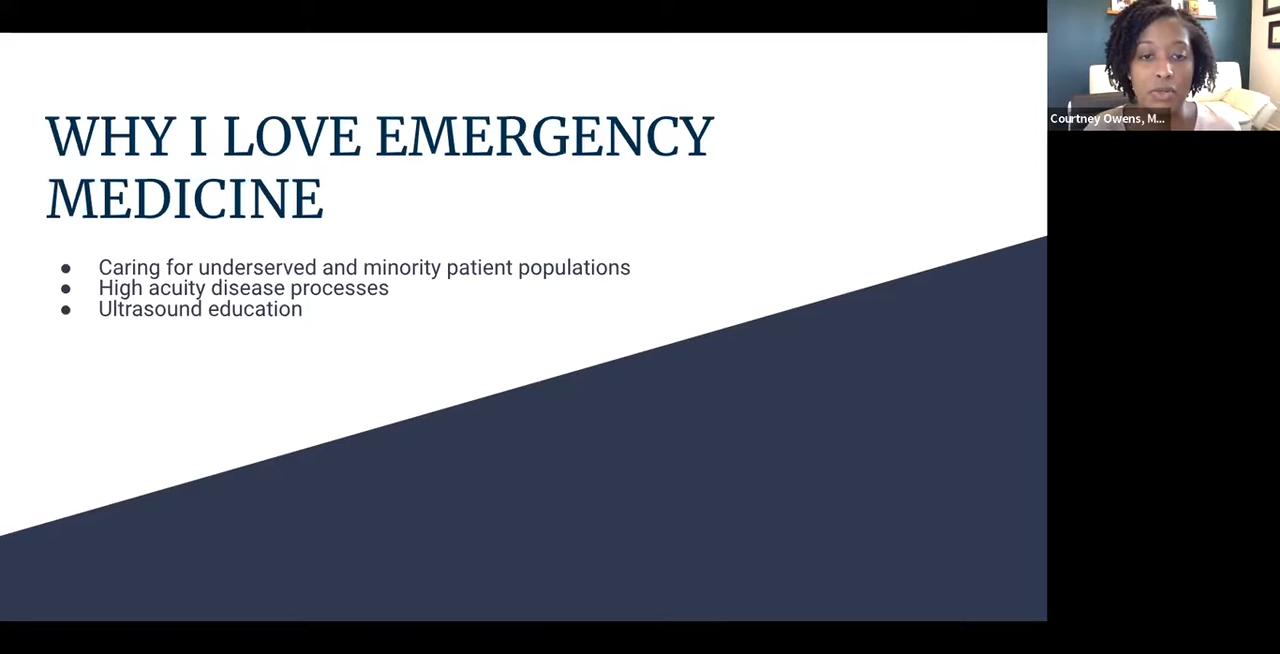 WHY I LOVE EMERGENCY
MEDICINE
● Caring for underserved and minority patient populations
● High acuity disease processes
● Ultrasound education
Courtney Owens, M...